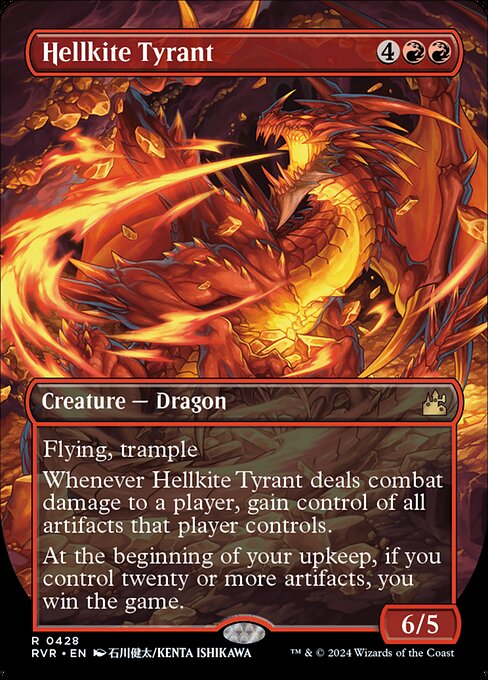 Hellkite Tyrant 4
Creature — Dragon
Flying, trample
Whenever Hellkite Tyrant deals combat
damage to a player, gain control of all
artifacts that player controls.
At the beginning of your upkeep, if you
control twenty or more artifacts, you
win the game.
6/5
R 0428
RVR • EN 石川健太/KENTA ISHIKAWA ™ & © 2024 Wizards of the Coast